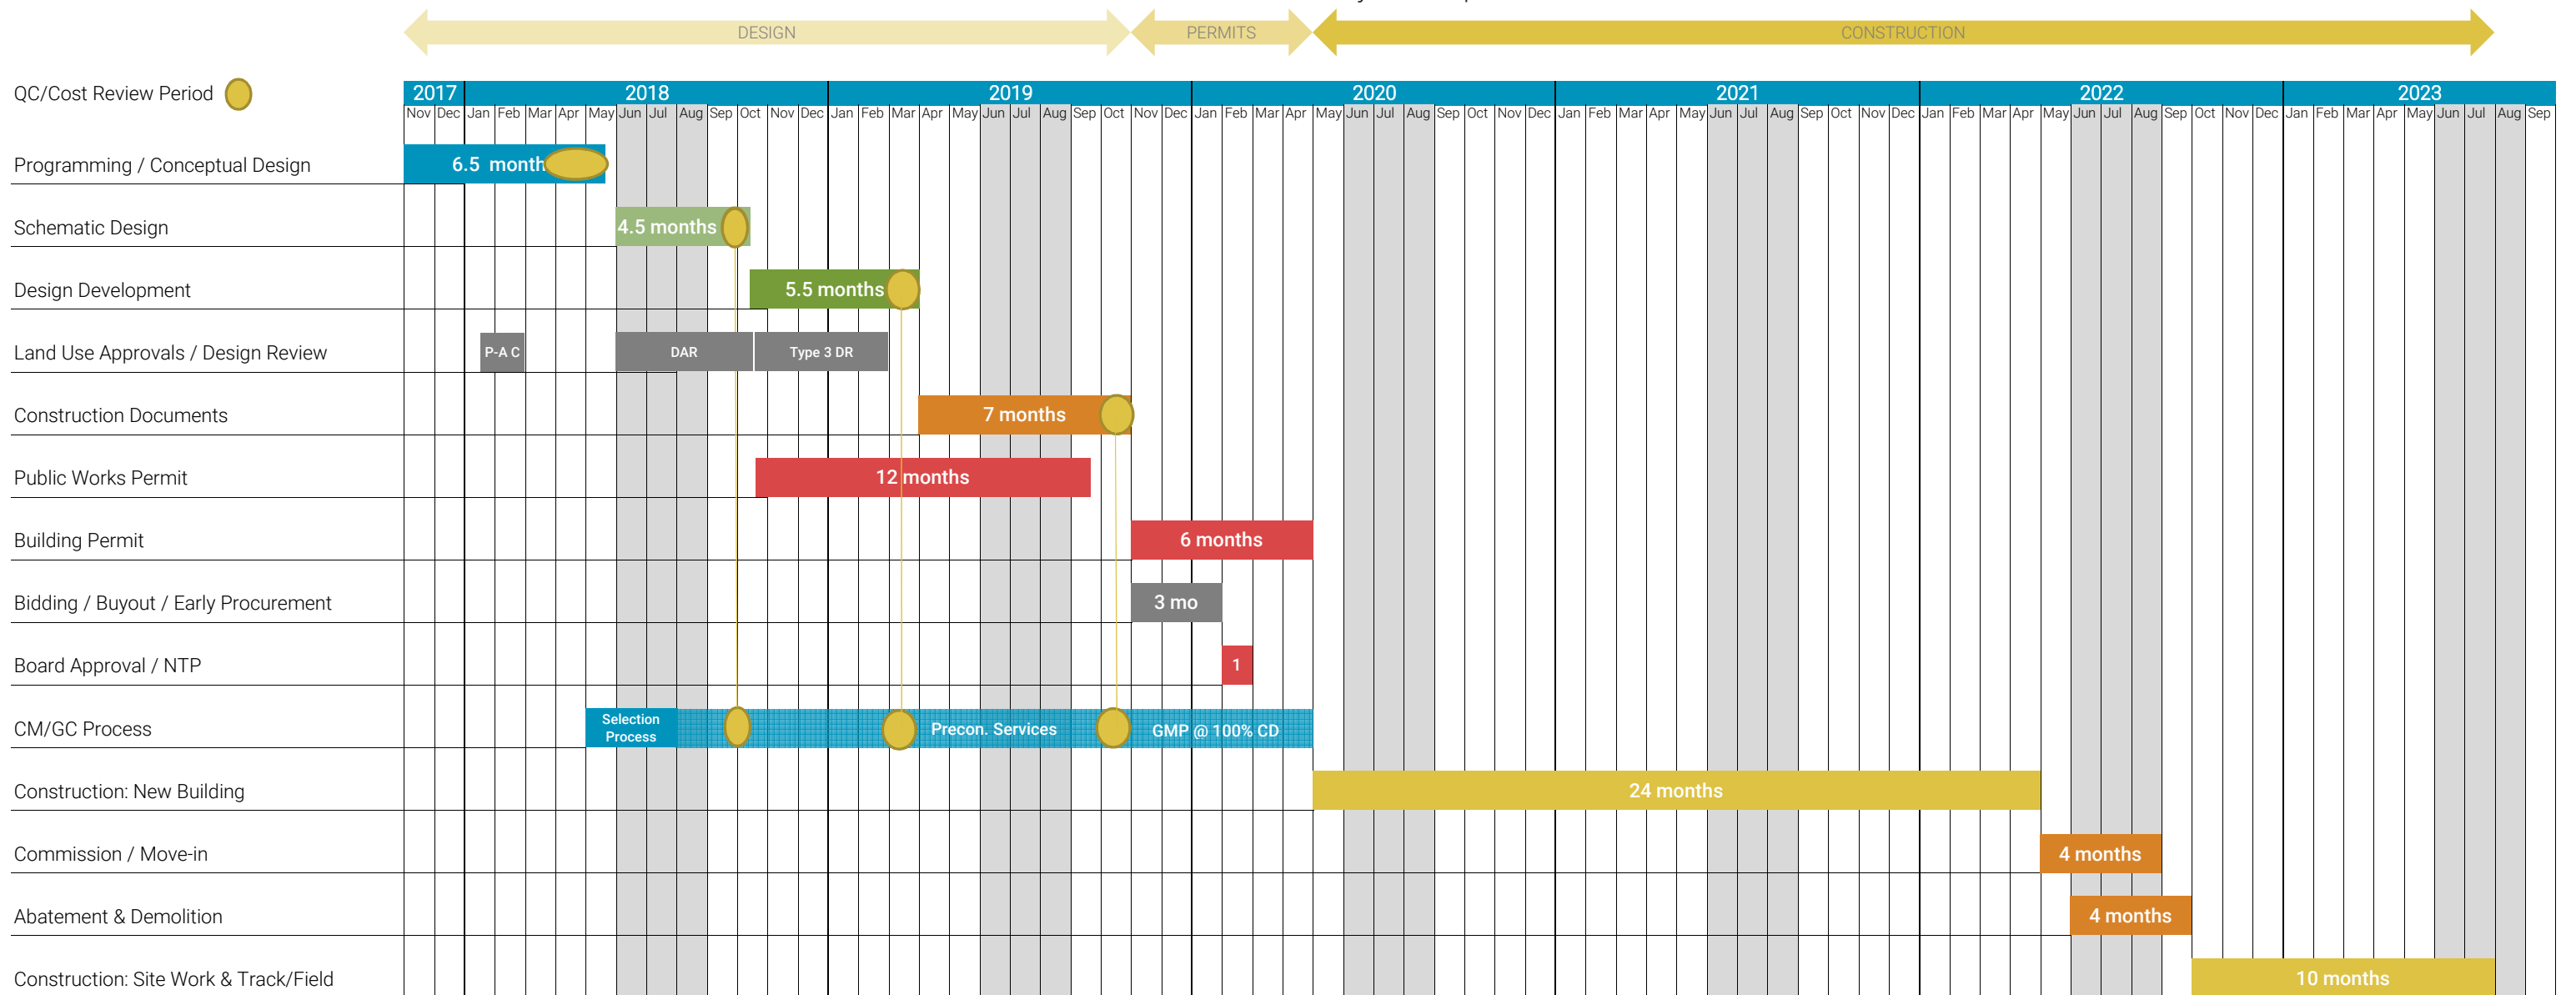 DESIGN PERMITS CONSTRUCTION
QC/Cost Review Period
2017 2018 2019 2020 2021 2022 2023
Nov Dec Jan Feb Mar Apr May Jun Jul Aug Sep Oct Nov Dec Jan Feb Mar Apr May Jun Jul Aug Sep Oct Nov Dec Jan Feb Mar Apr May Jun Jul Aug Sep Oct Nov Dec Jan Feb Mar Apr May Jun Jul Aug Sep Oct Nov Dec Jan Feb Mar Apr May Jun Jul Aug Sep Oct Nov Dec Jan Feb Mar Apr May Jun Jul Aug Sep
Programming / Conceptual Design 6.5 month
Schematic Design 4.5 months
Design Development 5.5 months
Land Use Approvals / Design Review P-A C DAR Type 3 DR
Construction Documents 7 months
Public Works Permit 12 months
Building Permit 6 months
Bidding / Buyout / Early Procurement 3 mo
Board Approval / NTP 1
CM/GC Process Selection Process Precon. Services GMP @ 100% CD
Construction: New Building 24 months
Commission / Move-in 4 months
Abatement & Demolition 4 months
Construction: Site Work & Track/Field 10 months